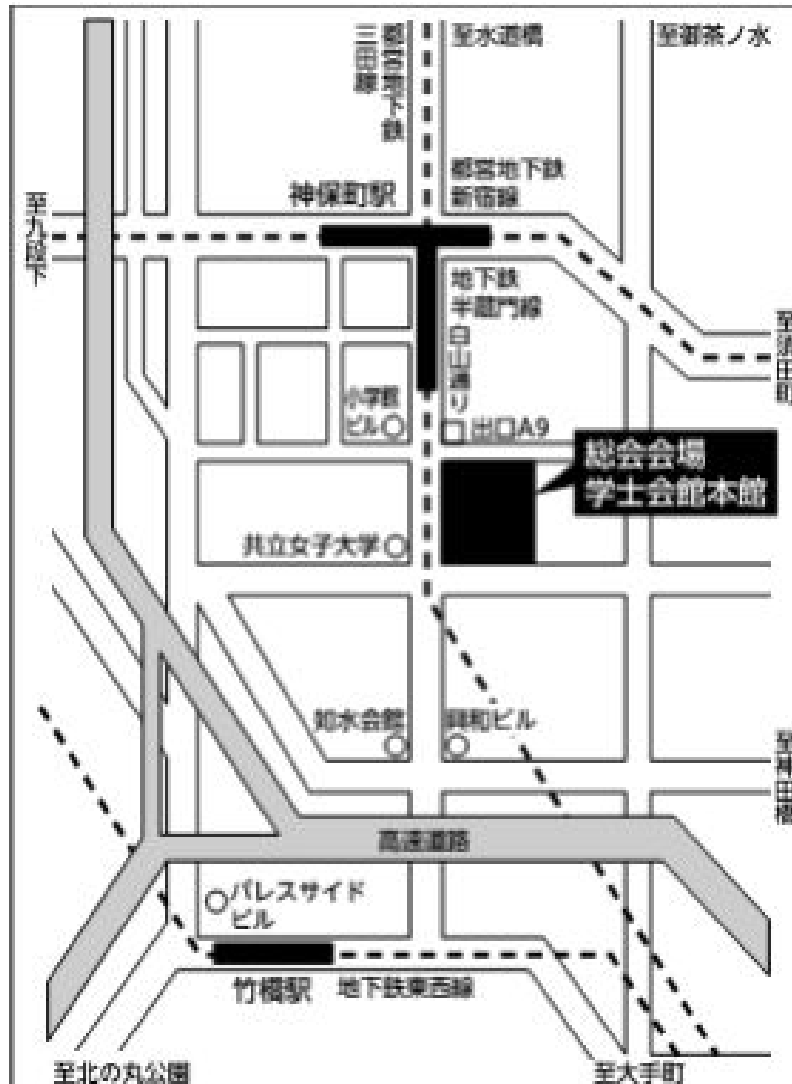 都営地下鉄
三田線
至水道橋
至御茶ノ水
神保町駅
都営地下鉄
新宿線
至九段下
地下鉄
半蔵門線
白山通り
至須田町
小学館
ビル
出口A9
総会会場
学士会館本館
共立女子大学
如水会館
興和ビル
至神田橋
高速道路
パレスサイド
ビル
竹橋駅
地下鉄東西線
至北の丸公園
至大手町